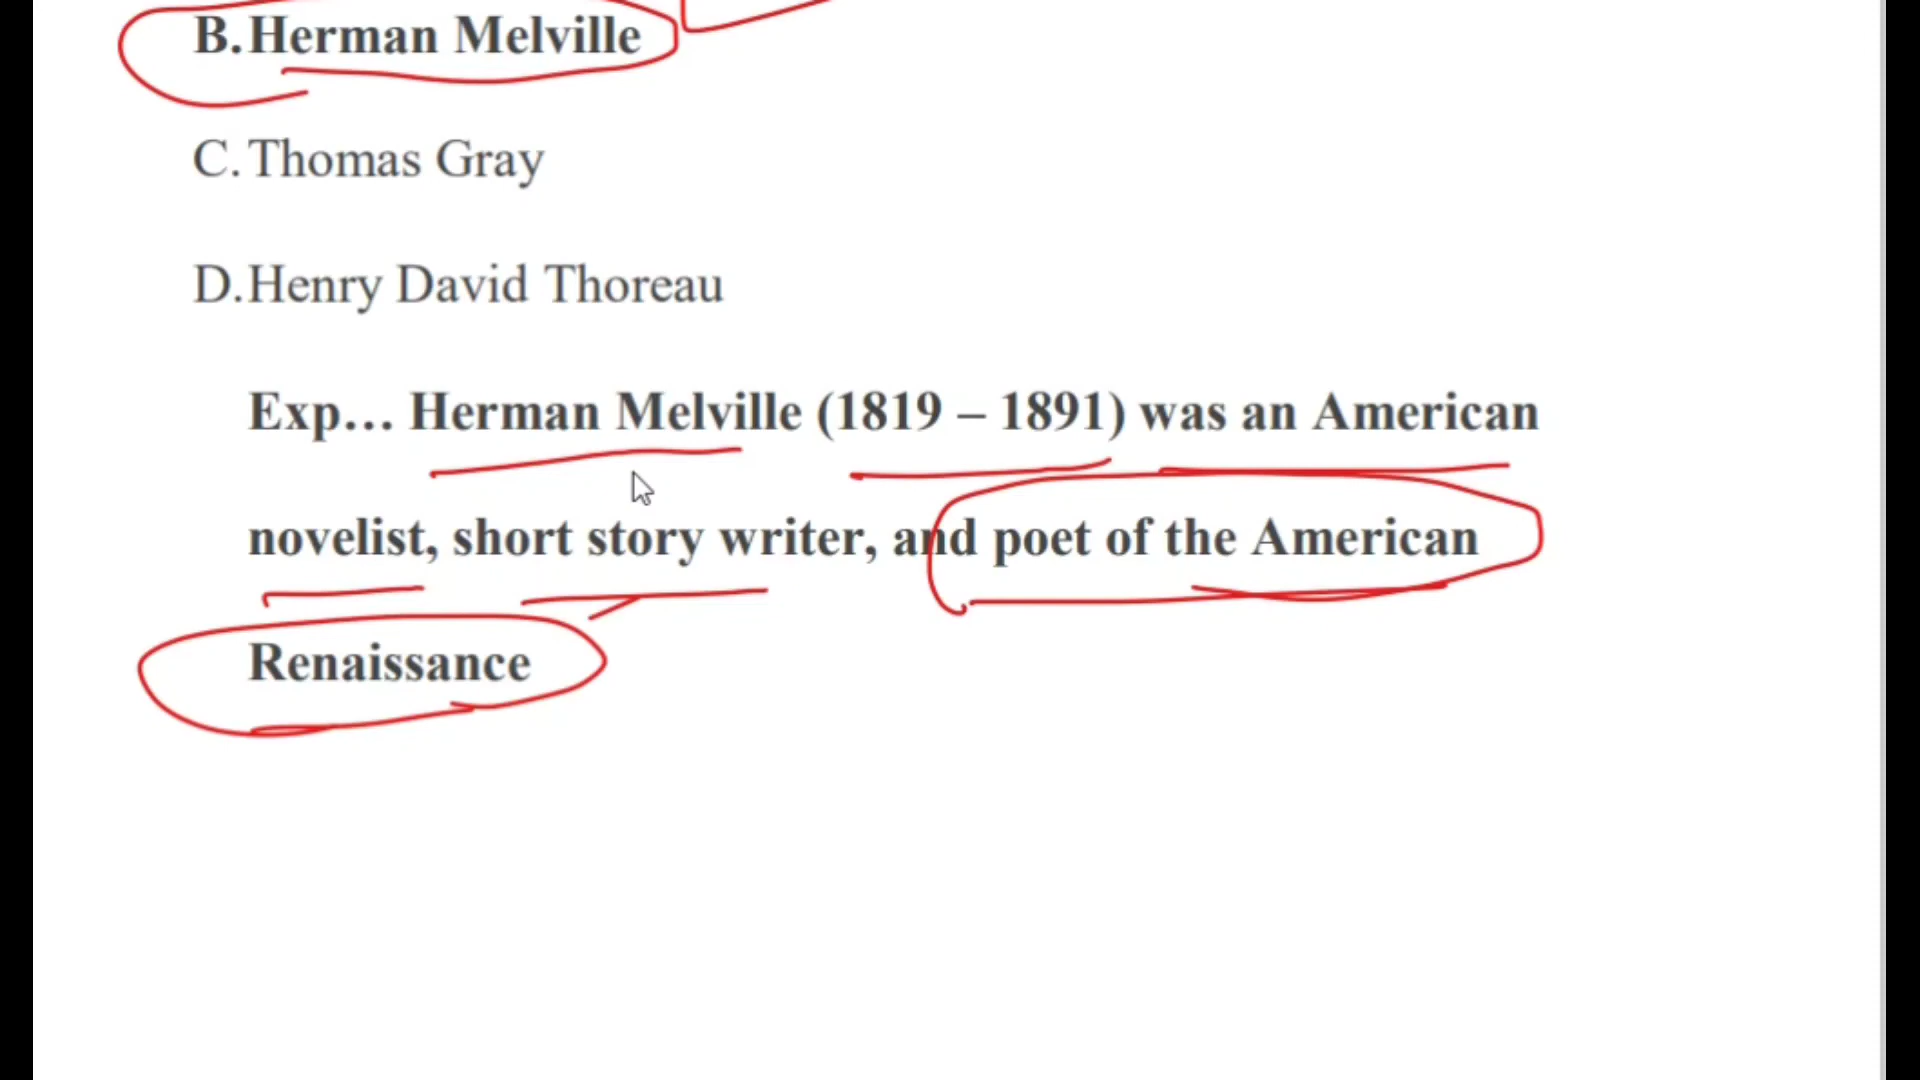 B. Herman Melville
C. Thomas Gray
D. Henry David Thoreau
Exp... Herman Melville (1819 – 1891) was an American
novelist, short story writer, and poet of the American
Renaissance